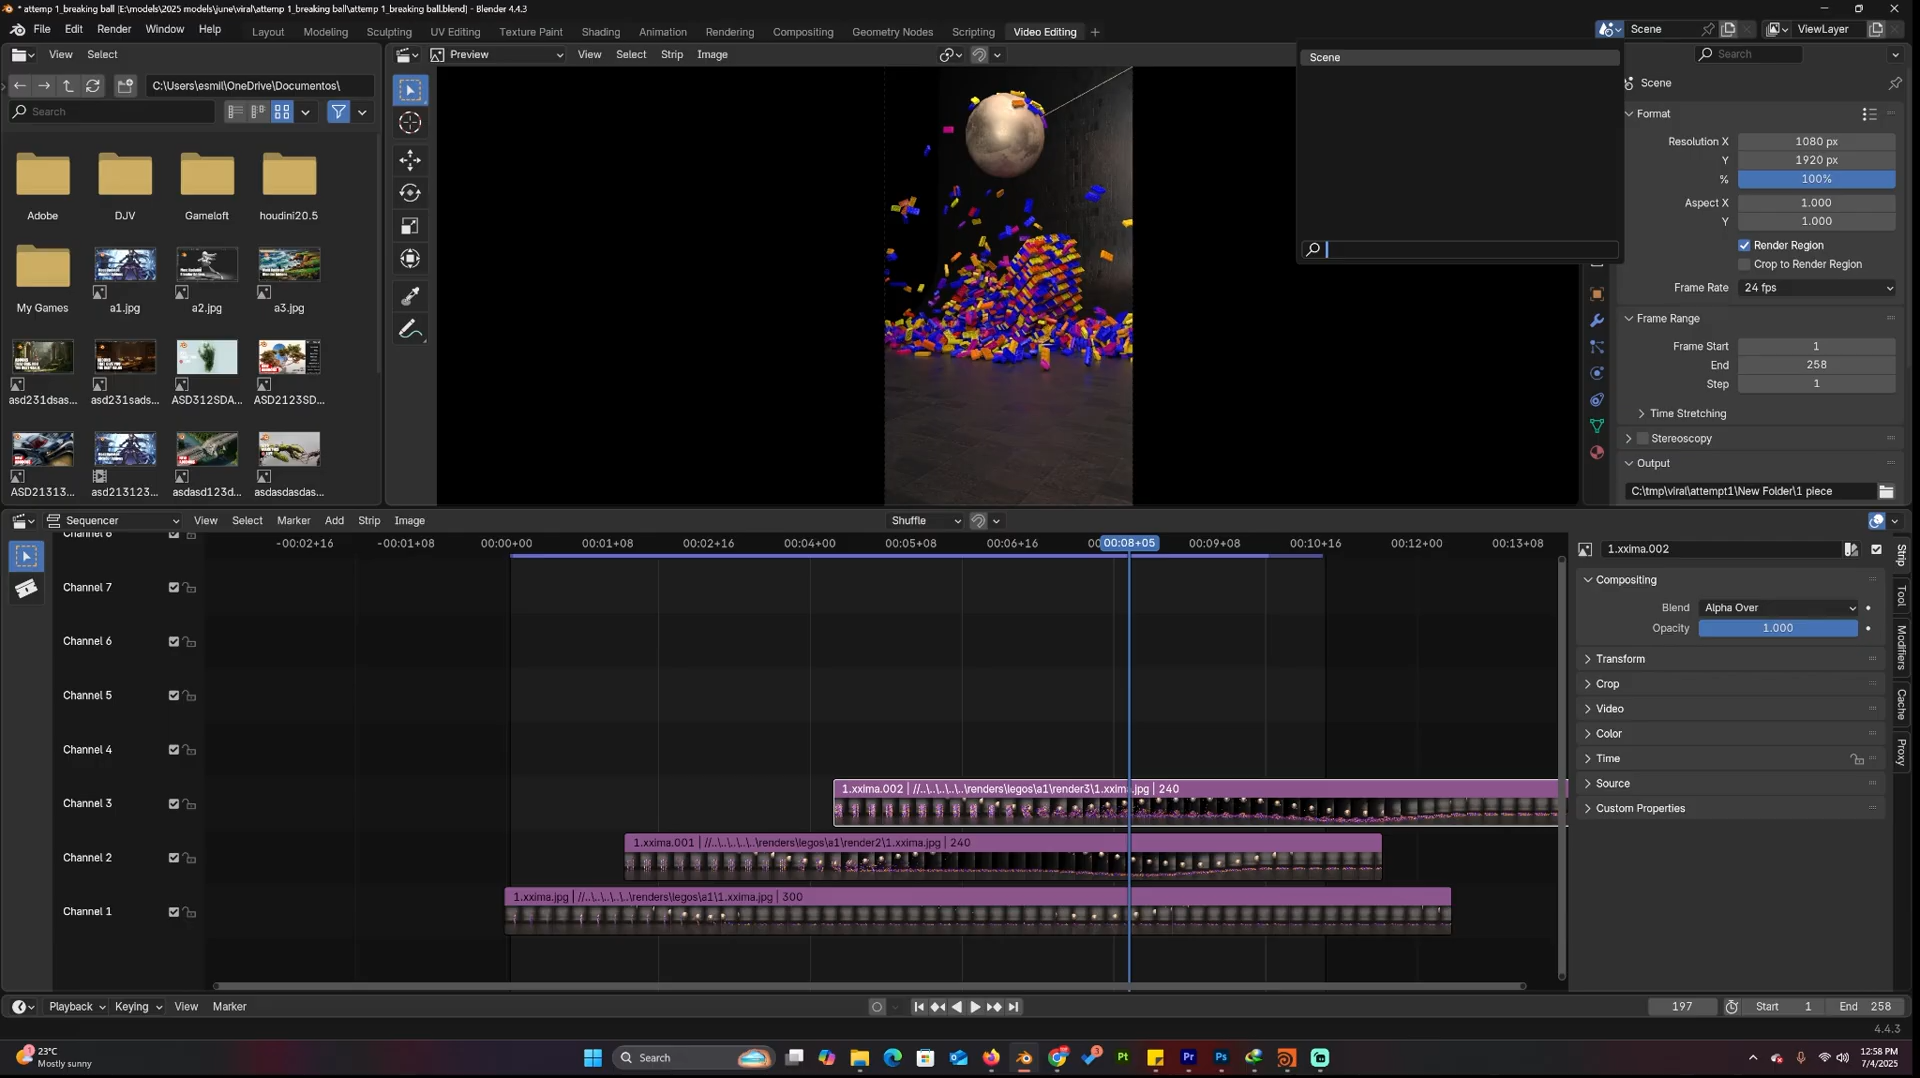 * attemp 1_breaking ball [E:\models\2025 models\june\viral\attemp 1_breaking ball\attemp 1_breaking ball.blend] - Blender 4.4.3
File Edit Render Window Help Layout Modeling Sculpting UV Editing Texture Paint Shading Animation Rendering Compositing Geometry Nodes Scripting Video Editing + Scene ViewLayer
View Select Preview View Select Strip Image Search
Scene
Scene
C:\Users\esmil\OneDrive\Documentos\
Search
Adobe DJV Gameloft houdini20.5
My Games a1.jpg a2.jpg a3.jpg
asd231dsas... asd231sads... ASD312SDA... ASD2123SD...
ASD21313... asd213123... asdasd123d... asdasdasdas...
Format
Resolution X 1080 px
Y 1920 px
% 100%
Aspect X 1.000
Y 1.000
Render Region
Crop to Render Region
Frame Rate 24 fps
Frame Range
Frame Start 1
End 258
Step 1
Time Stretching
Stereoscopy
Output
C:\tmp\viral\attempt1\New Folder\1 piece
Sequencer View Select Marker Add Strip Image Shuffle
-00:02+16 -00:01+08 00:00+00 00:01+08 00:02+16 00:04+00 00:05+08 00:06+16 00:08+05 00:09+08 00:10+16 00:12+00 00:13+08
Channel 8
Channel 7
Channel 6
Channel 5
Channel 4
Channel 3
Channel 2
Channel 1
1.xxima.002 | //..\..\..\..\..\renders\legos\a1\render3\1.xxima.jpg | 240
1.xxima.001 | //..\..\..\..\..\renders\legos\a1\render2\1.xxima.jpg | 240
1.xxima.jpg | //..\..\..\..\..\renders\legos\a1\1.xxima.jpg | 300
1.xxima.002
Compositing
Blend Alpha Over
Opacity 1.000
Transform
Crop
Video
Color
Time
Source
Custom Properties
Strip
Tool
Modifiers
Cache
Proxy
Playback Keying View Marker 197 Start 1 End 258
4.4.3
23°C
Mostly sunny
Search
3
Pt
Pr
Ps
12:58 PM
7/4/2025